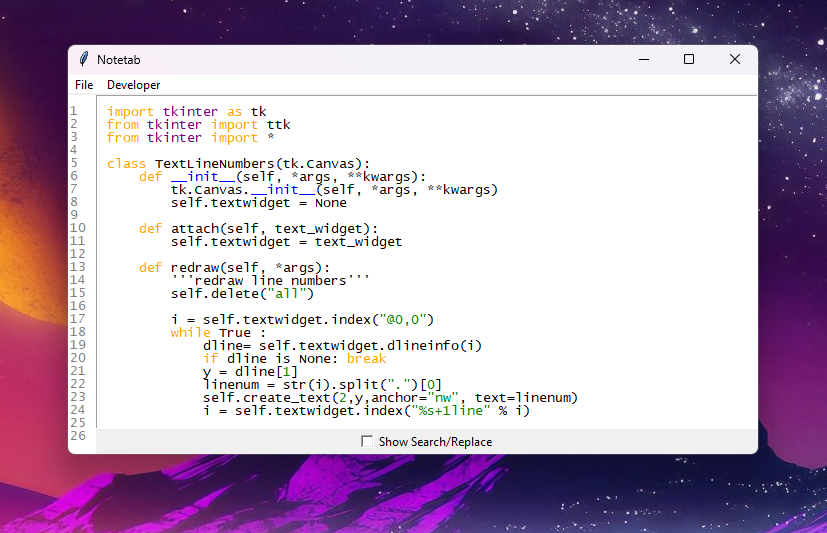 Notetab
File Developer
1 import tkinter as tk
2 from tkinter import ttk
3 from tkinter import *
4
5 class TextLineNumbers(tk.Canvas):
6     def __init__(self, *args, **kwargs):
7         tk.Canvas.__init__(self, *args, **kwargs)
8         self.textwidget = None
9
10     def attach(self, text_widget):
11         self.textwidget = text_widget
12
13     def redraw(self, *args):
14         '''redraw line numbers'''
15         self.delete("all")
16
17         i = self.textwidget.index("@0,0")
18         while True :
19             dline= self.textwidget.dlineinfo(i)
20             if dline is None: break
21             y = dline[1]
22             linenum = str(i).split(".")[0]
23             self.create_text(2,y,anchor="nw", text=linenum)
24             i = self.textwidget.index("%s+1line" % i)
25
26
Show Search/Replace